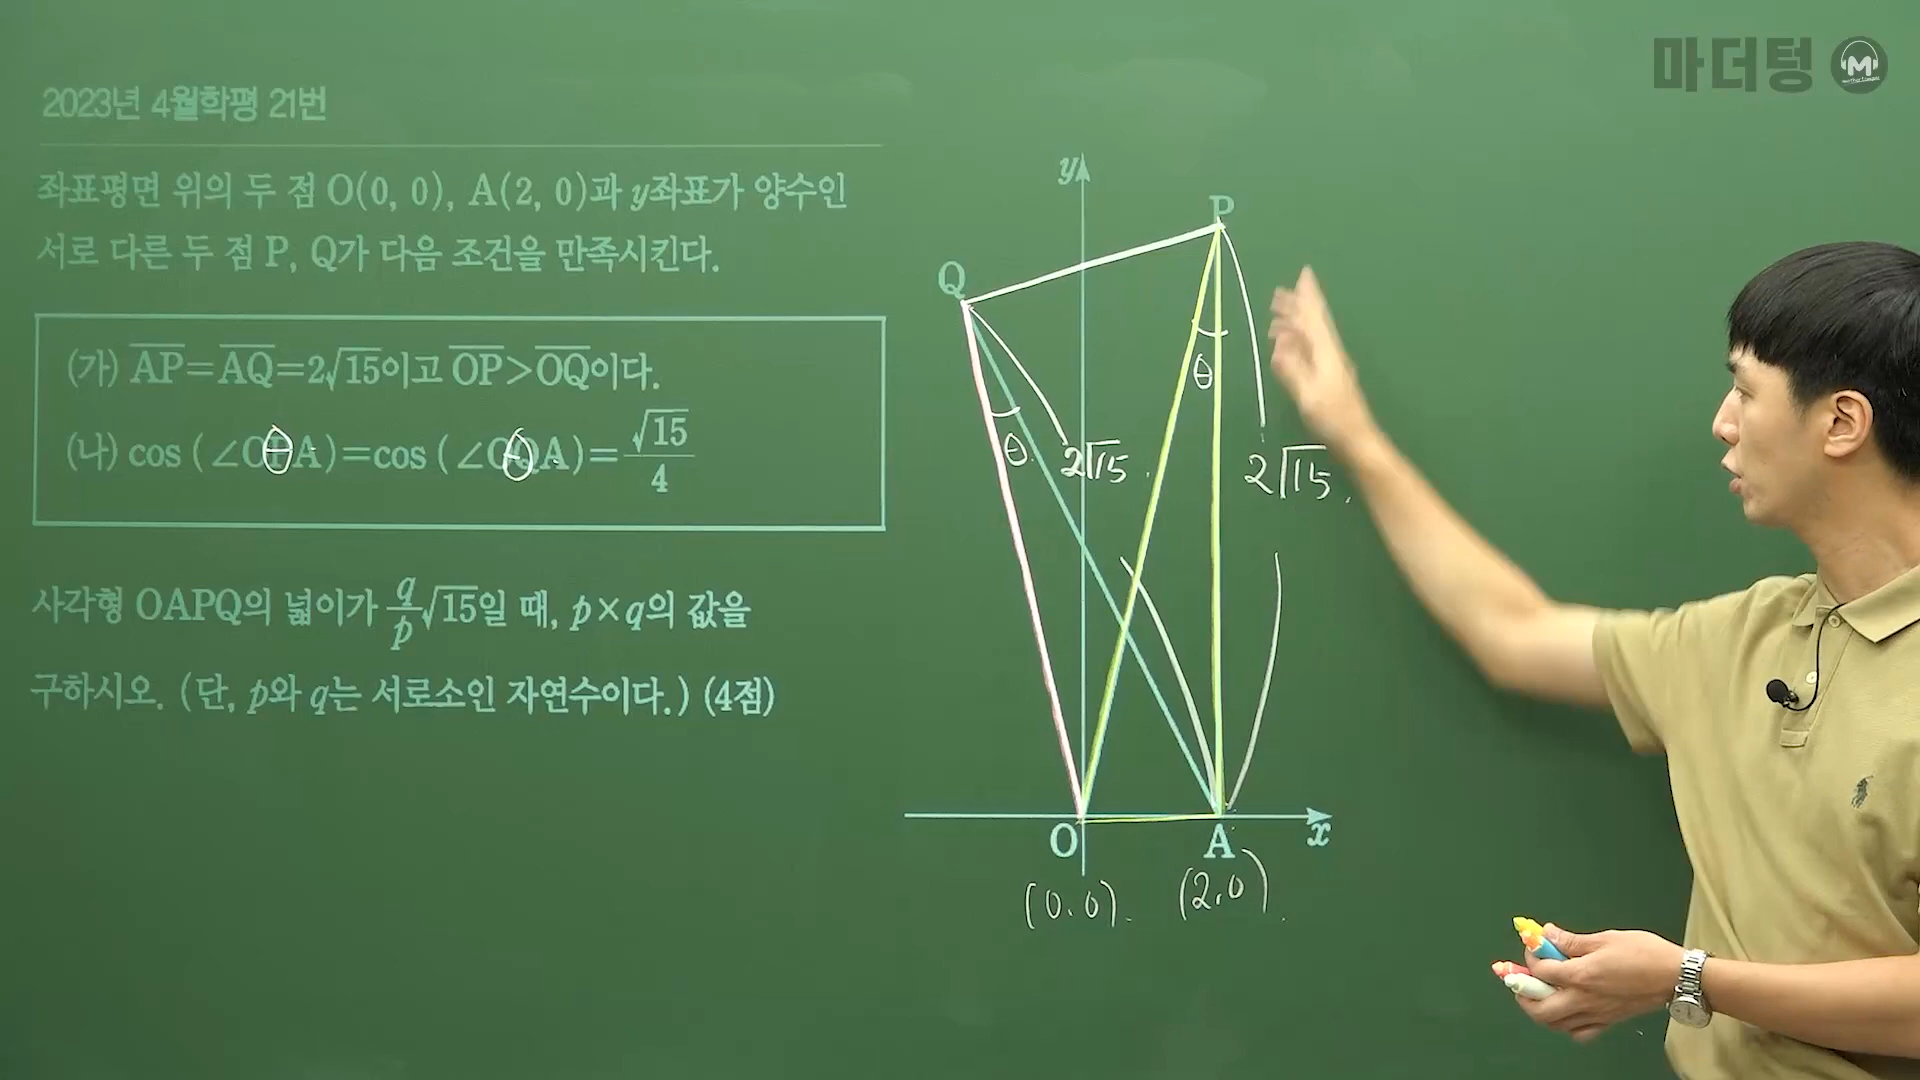 마더텅
2023년 4월학평 21번
좌표평면 위의 두 점 O(0, 0), A(2, 0)과 y좌표가 양수인
서로 다른 두 점 P, Q가 다음 조건을 만족시킨다.
(가) AP=AQ=2√15이고 OP>OQ이다.
(나) cos (∠OPA)=cos (∠OQA)=√15/4
θ θ
사각형 OAPQ의 넓이가 q/p√15일 때, p×q의 값을
구하시오. (단, p와 q는 서로소인 자연수이다.) (4점)
y
P
Q
θ
θ 2√15
2√15
O A x
(0.0) (2.0)